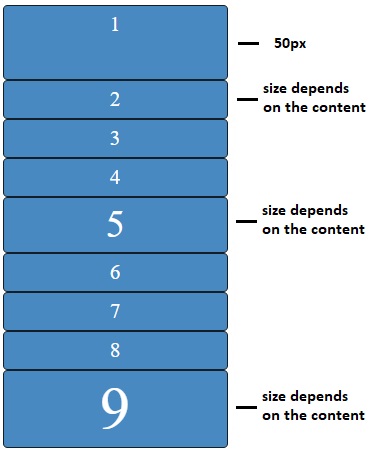 1
50px
2
size depends
on the content
3
4
5
size depends
on the content
6
7
8
9
size depends
on the content